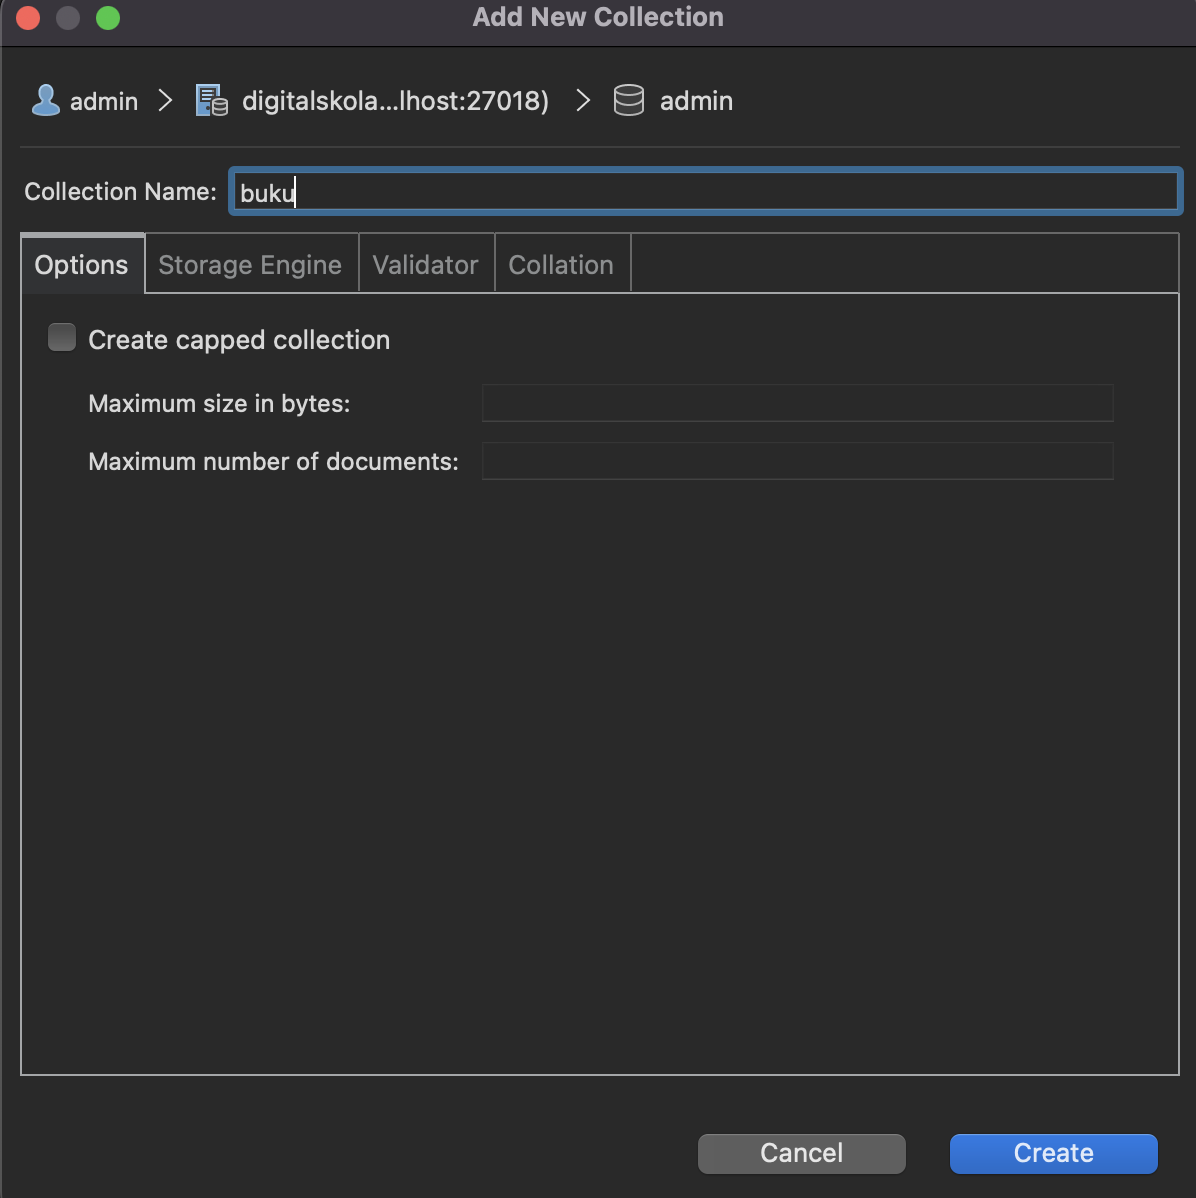 Add New Collection
admin > digitalskola...lhost:27018) > admin
Collection Name: buku
Options Storage Engine Validator Collation
Create capped collection
Maximum size in bytes:
Maximum number of documents:
Cancel Create